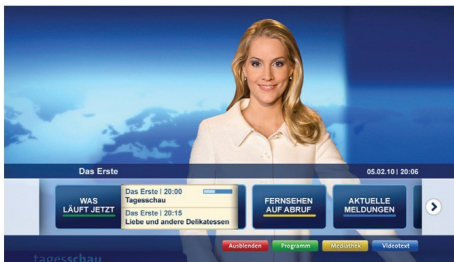 Das Erste
05.02.10 | 20:06
WAS
LÄUFT JETZT
Das Erste | 20:00
Tagesschau
Das Erste | 20:15
Liebe und andere Delikatessen
FERNSEHEN
AUF ABRUF
AKTUELLE
MELDUNGEN
Ausblenden
Programm
Mediathek
Videotext
tagesschau